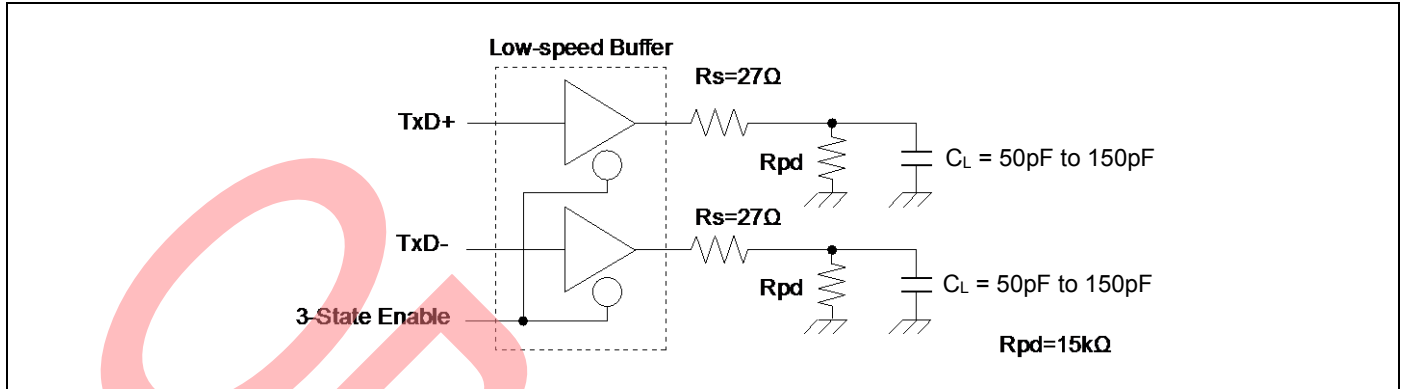 Low-speed Buffer
Rs=27Ω
TxD+
Rpd
CL = 50pF to 150pF
Rs=27Ω
TxD-
Rpd
CL = 50pF to 150pF
3-State Enable
Rpd=15kΩ